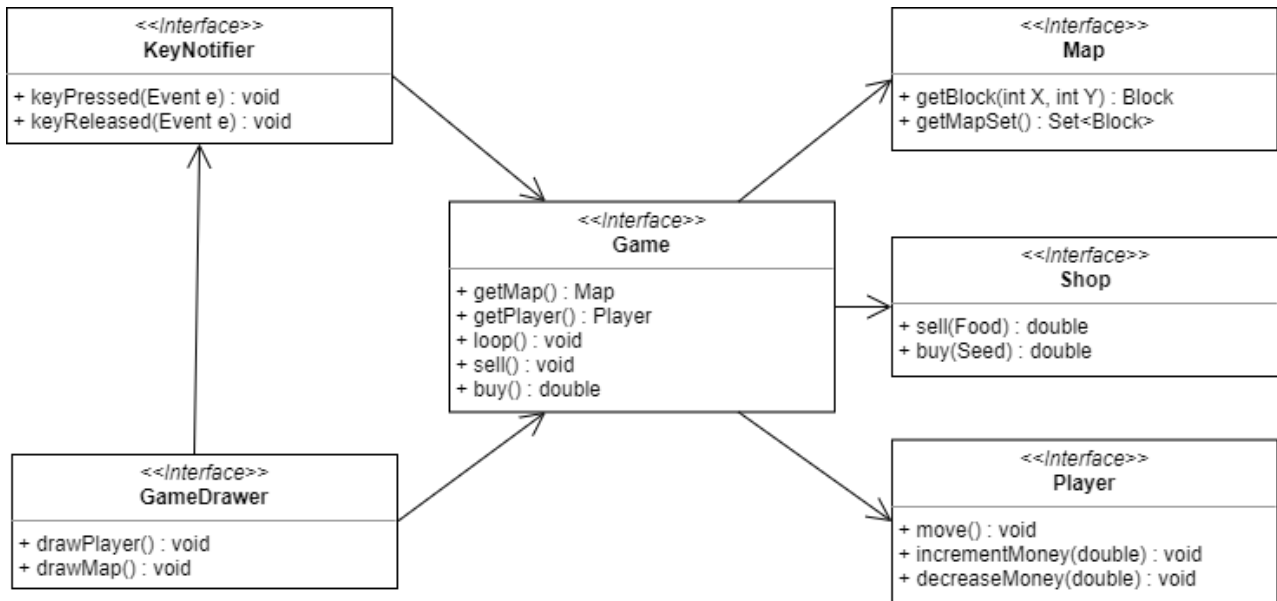 <<Interface>>
KeyNotifier
+ keyPressed(Event e) : void
+ keyReleased(Event e) : void
<<Interface>>
Map
+ getBlock(int X, int Y) : Block
+ getMapSet() : Set<Block>
<<Interface>>
Game
+ getMap() : Map
+ getPlayer() : Player
+ loop() : void
+ sell() : void
+ buy() : double
<<Interface>>
Shop
+ sell(Food) : double
+ buy(Seed) : double
<<Interface>>
GameDrawer
+ drawPlayer() : void
+ drawMap() : void
<<Interface>>
Player
+ move() : void
+ incrementMoney(double) : void
+ decreaseMoney(double) : void